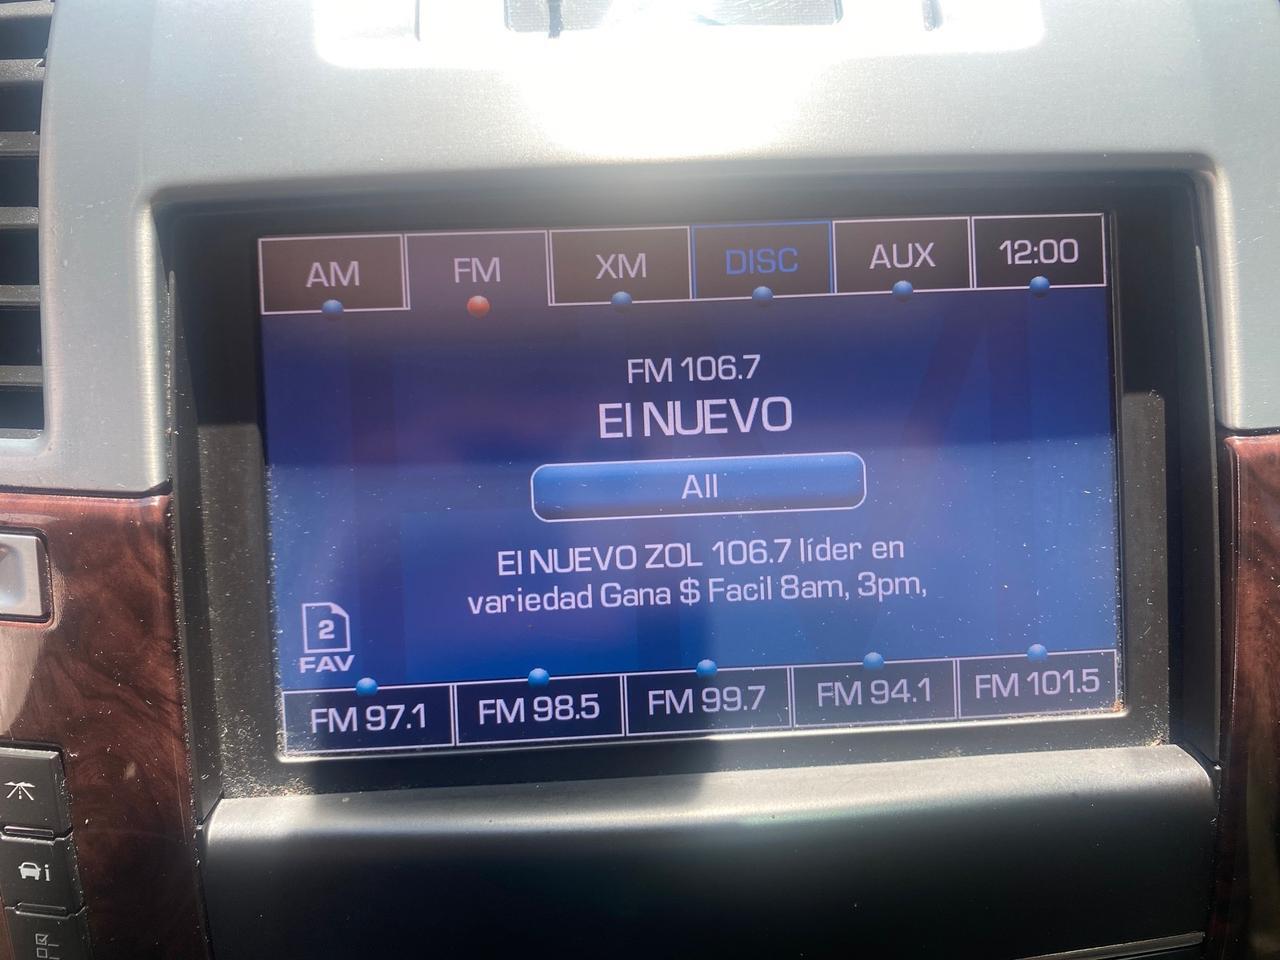 AM FM XM DISC AUX 12:00
FM 106.7
El NUEVO
All
El NUEVO ZOL 106.7 líder en
variedad Gana $ Facil 8am, 3pm,
2
FAV
FM 97.1 FM 98.5 FM 99.7 FM 94.1 FM 101.5
i